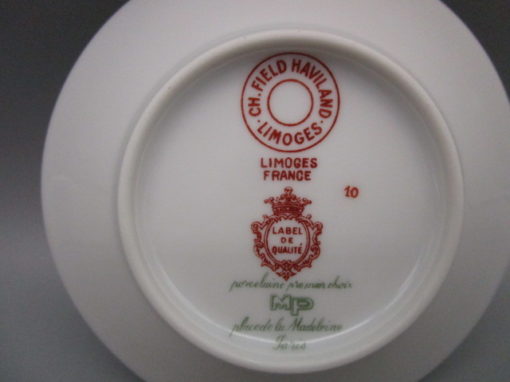 CH. FIELD HAVILAND
· LIMOGES ·
LIMOGES
FRANCE
10
LABEL
DE
QUALITÉ
porcelaine premier choix
MP
place de la Madeleine
Paris